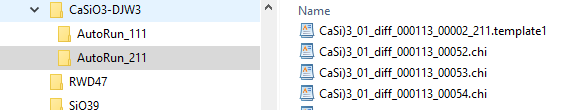 CaSiO3-DJW3
AutoRun_111
AutoRun_211
RWD47
SiO39
Name
CaSi)3_01_diff_000113_00002_211.template1
CaSi)3_01_diff_000113_00052.chi
CaSi)3_01_diff_000113_00053.chi
CaSi)3_01_diff_000113_00054.chi